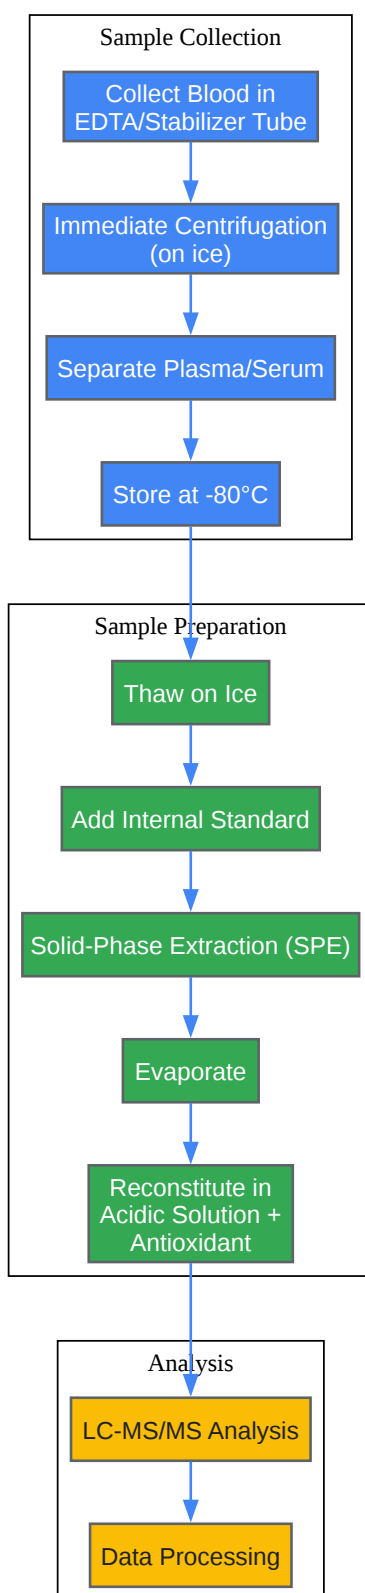 Sample Collection
Collect Blood in
EDTA/Stabilizer Tube
Immediate Centrifugation
(on ice)
Separate Plasma/Serum
Store at -80°C
Sample Preparation
Thaw on Ice
Add Internal Standard
Solid-Phase Extraction (SPE)
Evaporate
Reconstitute in
Acidic Solution +
Antioxidant
Analysis
LC-MS/MS Analysis
Data Processing